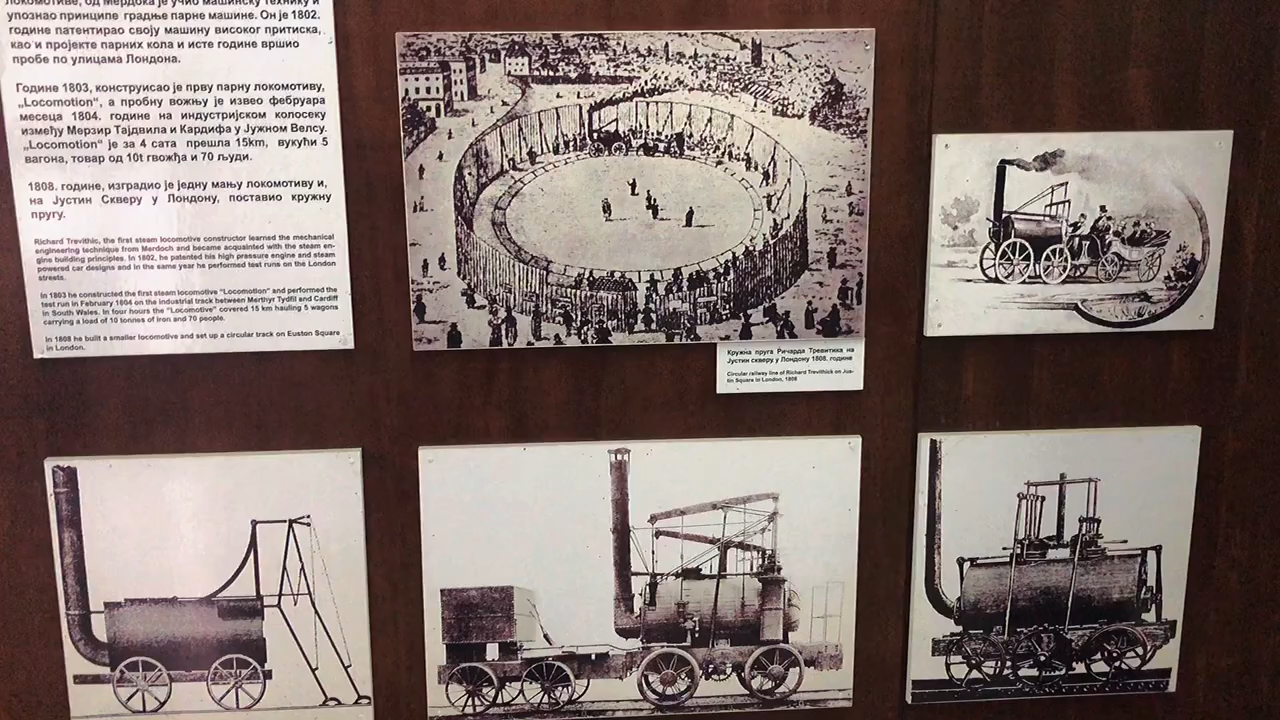 локомотиве, од Мердока је учио машинску технику и
упознао принципе градње парне машине. Он је 1802.
године патентирао своју машину високог притиска,
као и пројекте парних кола и исте године вршио
пробе по улицама Лондона.
Године 1803, конструисао је прву парну локомотиву,
„Locomotion“, а пробну вожњу је извео фебруара
месеца 1804. године на индустријском колосеку
између Мерзир Тајдвила и Кардифа у Јужном Велсу.
„Locomotion“ је за 4 сата прешла 15km, вукући 5
вагона, товар од 10t гвожђа и 70 људи.
1808. године, изградио је једну мању локомотиву и,
на Јустин Скверу у Лондону, поставио кружну
пругу.
Richard Trevithic, the first steam locomotive constructor learned the mechanical
engineering technique from Merdoch and became acquainted with the steam en-
gine building principles. In 1802, he patented his high pressure engine and steam
powered car designs and in the same year he performed test runs on the London
streets.
In 1803 he constructed the first steam locomotive "Locomotion" and performed the
test run in February 1804 on the industrial track between Merthyr Tydfil and Cardiff
in South Wales. In four hours the "Locomotive" covered 15 km hauling 5 wagons
carrying a load of 10 tonnes of iron and 70 people.
In 1808 he built a smaller locomotive and set up a circular track on Euston Square
in London.
Кружна пруга Ричарда Тревитика на
Јустин скверу у Лондону 1808. године
Circular railway line of Richard Trevithick on Jus-
tin Square in London, 1808